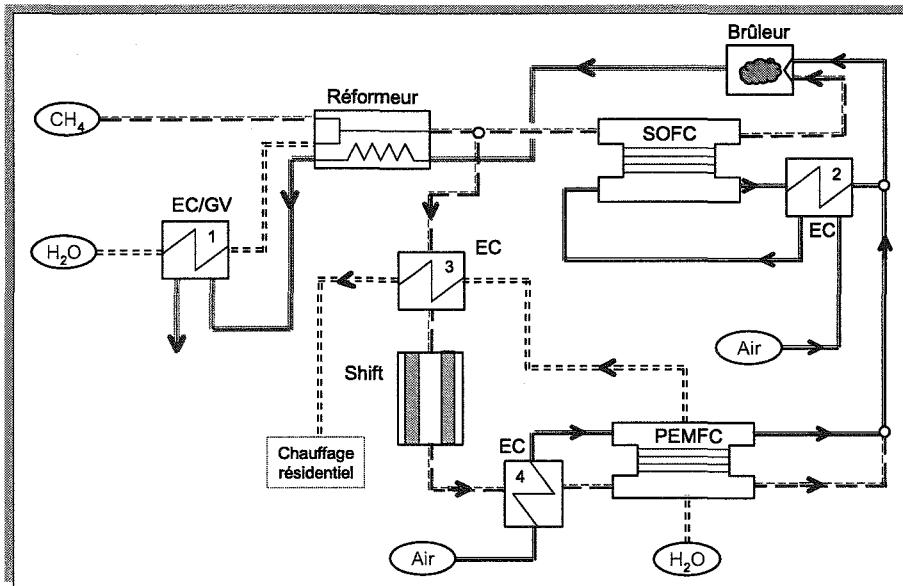 Brûleur
Réformeur
CH₄
SOFC
2
EC/GV
EC
1
H₂O
EC
3
Air
Shift
PEMFC
EC
Chauffage
résidentiel
4
Air
H₂O